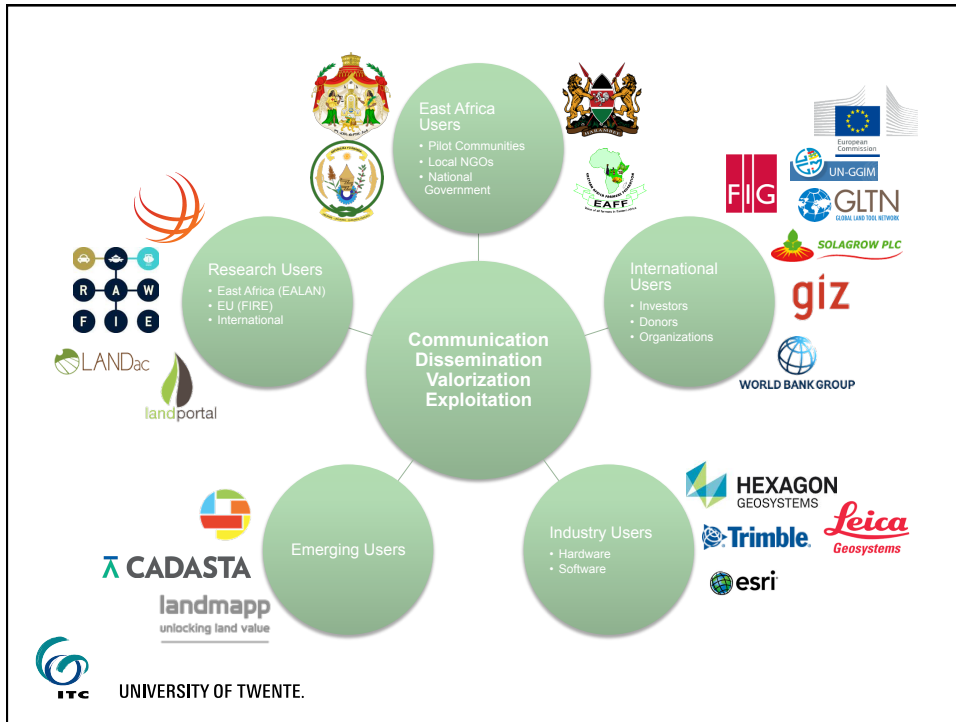 East Africa
Users
• Pilot Communities
• Local NGOs
• National
Government
HARAMBEE
EAFF
European
Commission
FIG
UN-GGIM
GLTN
GLOBAL LAND TOOL NETWORK
SOLAGROW PLC
giz
WORLD BANK GROUP
Research Users
• East Africa (EALAN)
• EU (FIRE)
• International
RAW
FIE
LANDac
landportal
International
Users
• Investors
• Donors
• Organizations
Communication
Dissemination
Valorization
Exploitation
Emerging Users
CADASTA
landmapp
unlocking land value
Industry Users
• Hardware
• Software
HEXAGON
GEOSYSTEMS
Trimble
Leica
Geosystems
esri
ITC
UNIVERSITY OF TWENTE.